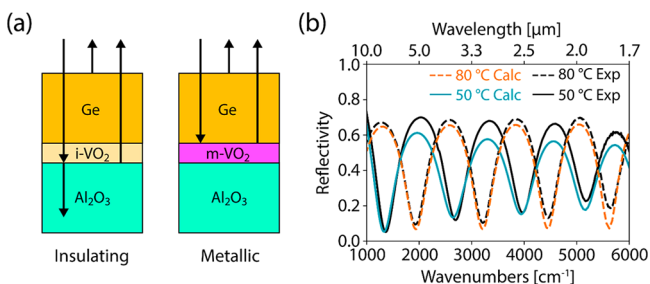 (a)
Ge
i-VO₂
Al₂O₃
Insulating
Ge
m-VO₂
Al₂O₃
Metallic
(b)
Wavelength [μm]
10.0 5.0 3.3 2.5 2.0 1.7
80 °C Calc 80 °C Exp
50 °C Calc 50 °C Exp
Reflectivity
1.0
0.8
0.6
0.4
0.2
0.0
1000 2000 3000 4000 5000 6000
Wavenumbers [cm⁻¹]